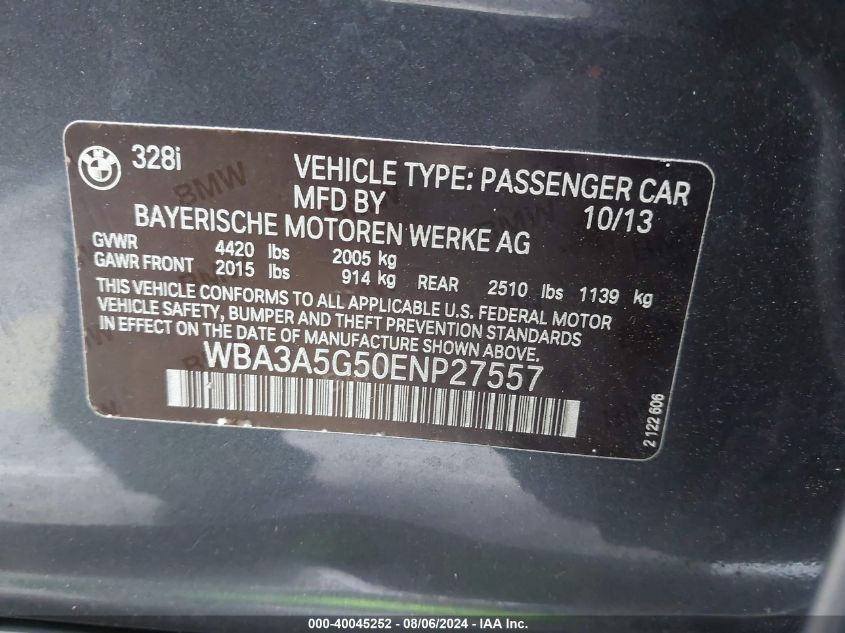 328i
VEHICLE TYPE: PASSENGER CAR
MFD BY 10/13
BAYERISCHE MOTOREN WERKE AG
GVWR 4420 lbs 2005 kg
GAWR FRONT 2015 lbs 914 kg REAR 2510 lbs 1139 kg
THIS VEHICLE CONFORMS TO ALL APPLICABLE U.S. FEDERAL MOTOR
VEHICLE SAFETY, BUMPER AND THEFT PREVENTION STANDARDS
IN EFFECT ON THE DATE OF MANUFACTURE SHOWN ABOVE.
WBA3A5G50ENP27557
2 122 606
000-40045252 - 08/06/2024 - IAAI.com